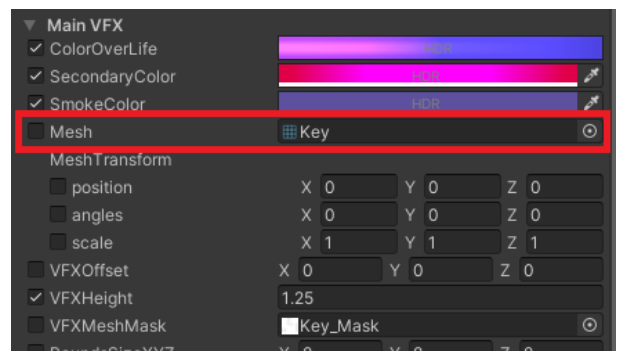 Main VFX
ColorOverLife HDR
SecondaryColor HDR
SmokeColor HDR
Mesh Key
MeshTransform
position X 0 Y 0 Z 0
angles X 0 Y 0 Z 0
scale X 1 Y 1 Z 1
VFXOffset X 0 Y 0 Z 0
VFXHeight 1.25
VFXMeshMask Key_Mask